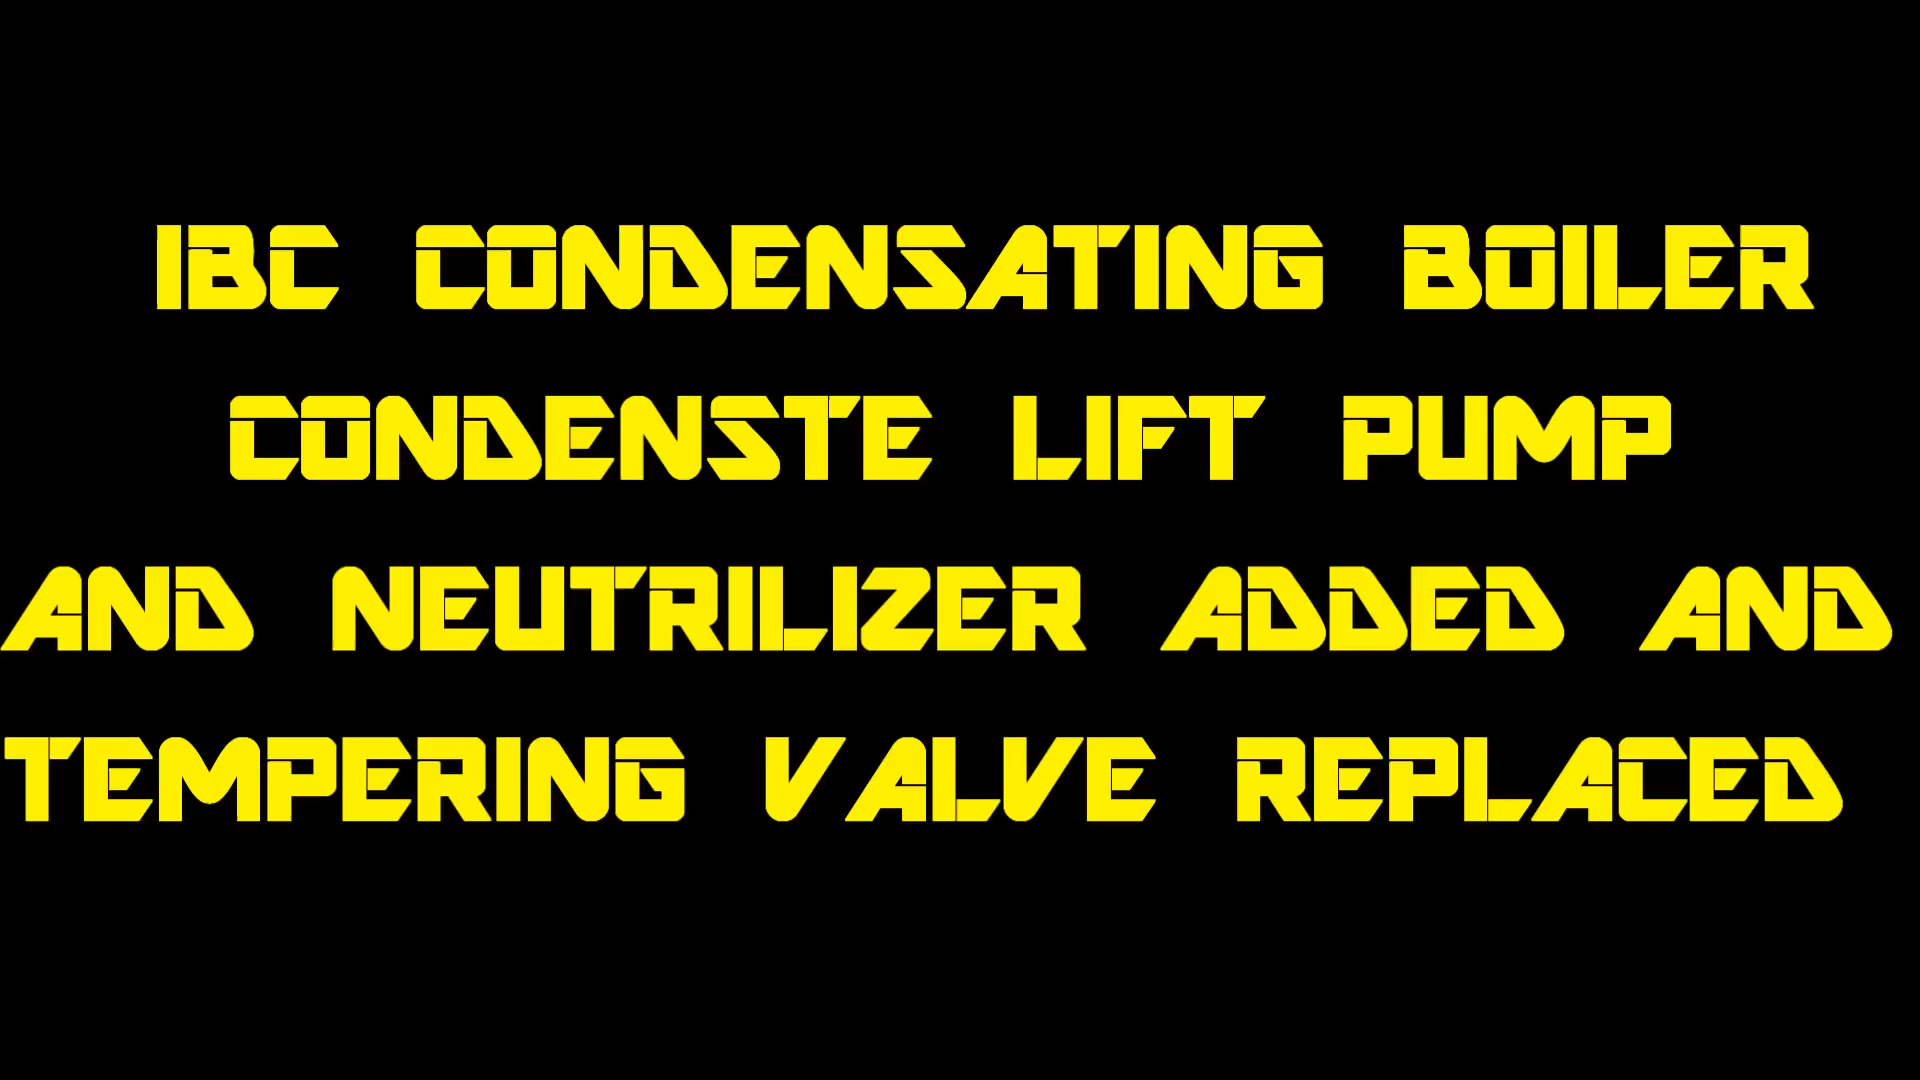 IBC CONDENSATING BOILER
CONDENSTE LIFT PUMP
AND NEUTRILIZER ADDED AND
TEMPERING VALVE REPLACED